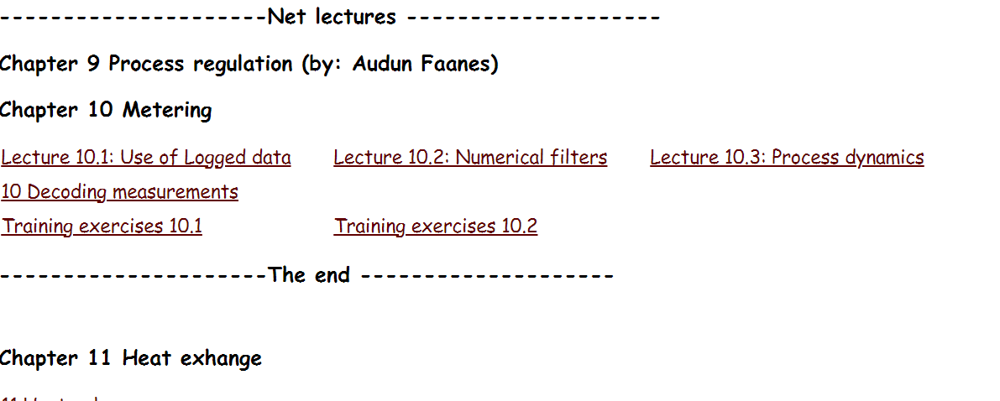 ---------------------Net lectures --------------------
Chapter 9 Process regulation (by: Audun Faanes)
Chapter 10 Metering
Lecture 10.1: Use of Logged data Lecture 10.2: Numerical filters Lecture 10.3: Process dynamics
10 Decoding measurements
Training exercises 10.1 Training exercises 10.2
---------------------The end --------------------
Chapter 11 Heat exhange